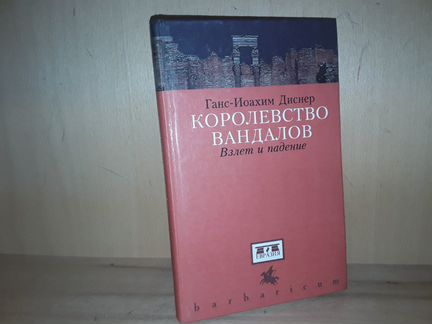 Ганс-Иоахим Диснер
КОРОЛЕВСТВО
ВАНДАЛОВ
Взлет и падение
ЕВРАЗИЯ
barbaricum